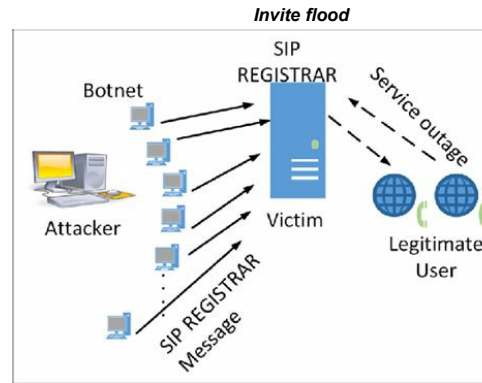 Invite flood
SIP
REGISTRAR
Botnet
Service outage
Attacker
Victim
Legitimate
User
SIP REGISTRAR
Message